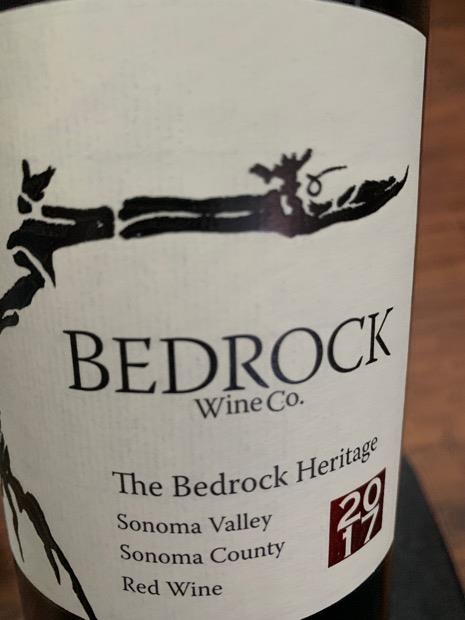 BEDROCK
Wine Co.
The Bedrock Heritage
Sonoma Valley
Sonoma County
Red Wine
20
17